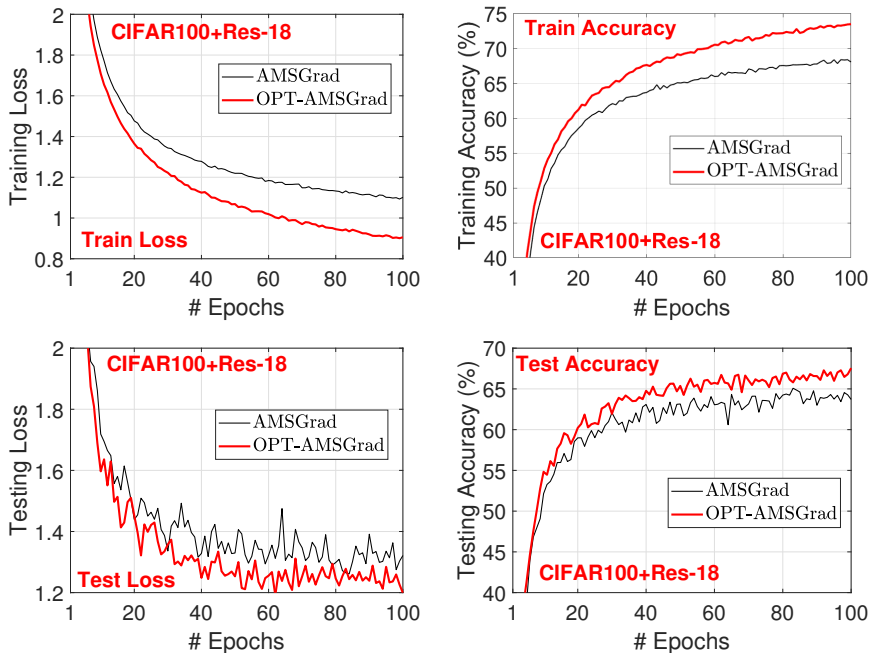 CIFAR100+Res-18
AMSGrad
OPT-AMSGrad
Train Loss
Training Loss
2
1.8
1.6
1.4
1.2
1
0.8
1 20 40 60 80 100
# Epochs
Train Accuracy
AMSGrad
OPT-AMSGrad
CIFAR100+Res-18
Training Accuracy (%)
75
70
65
60
55
50
45
40
1 20 40 60 80 100
# Epochs
CIFAR100+Res-18
AMSGrad
OPT-AMSGrad
Test Loss
Testing Loss
2
1.8
1.6
1.4
1.2
1 20 40 60 80 100
# Epochs
Test Accuracy
AMSGrad
OPT-AMSGrad
CIFAR100+Res-18
Testing Accuracy (%)
70
65
60
55
50
45
40
1 20 40 60 80 100
# Epochs